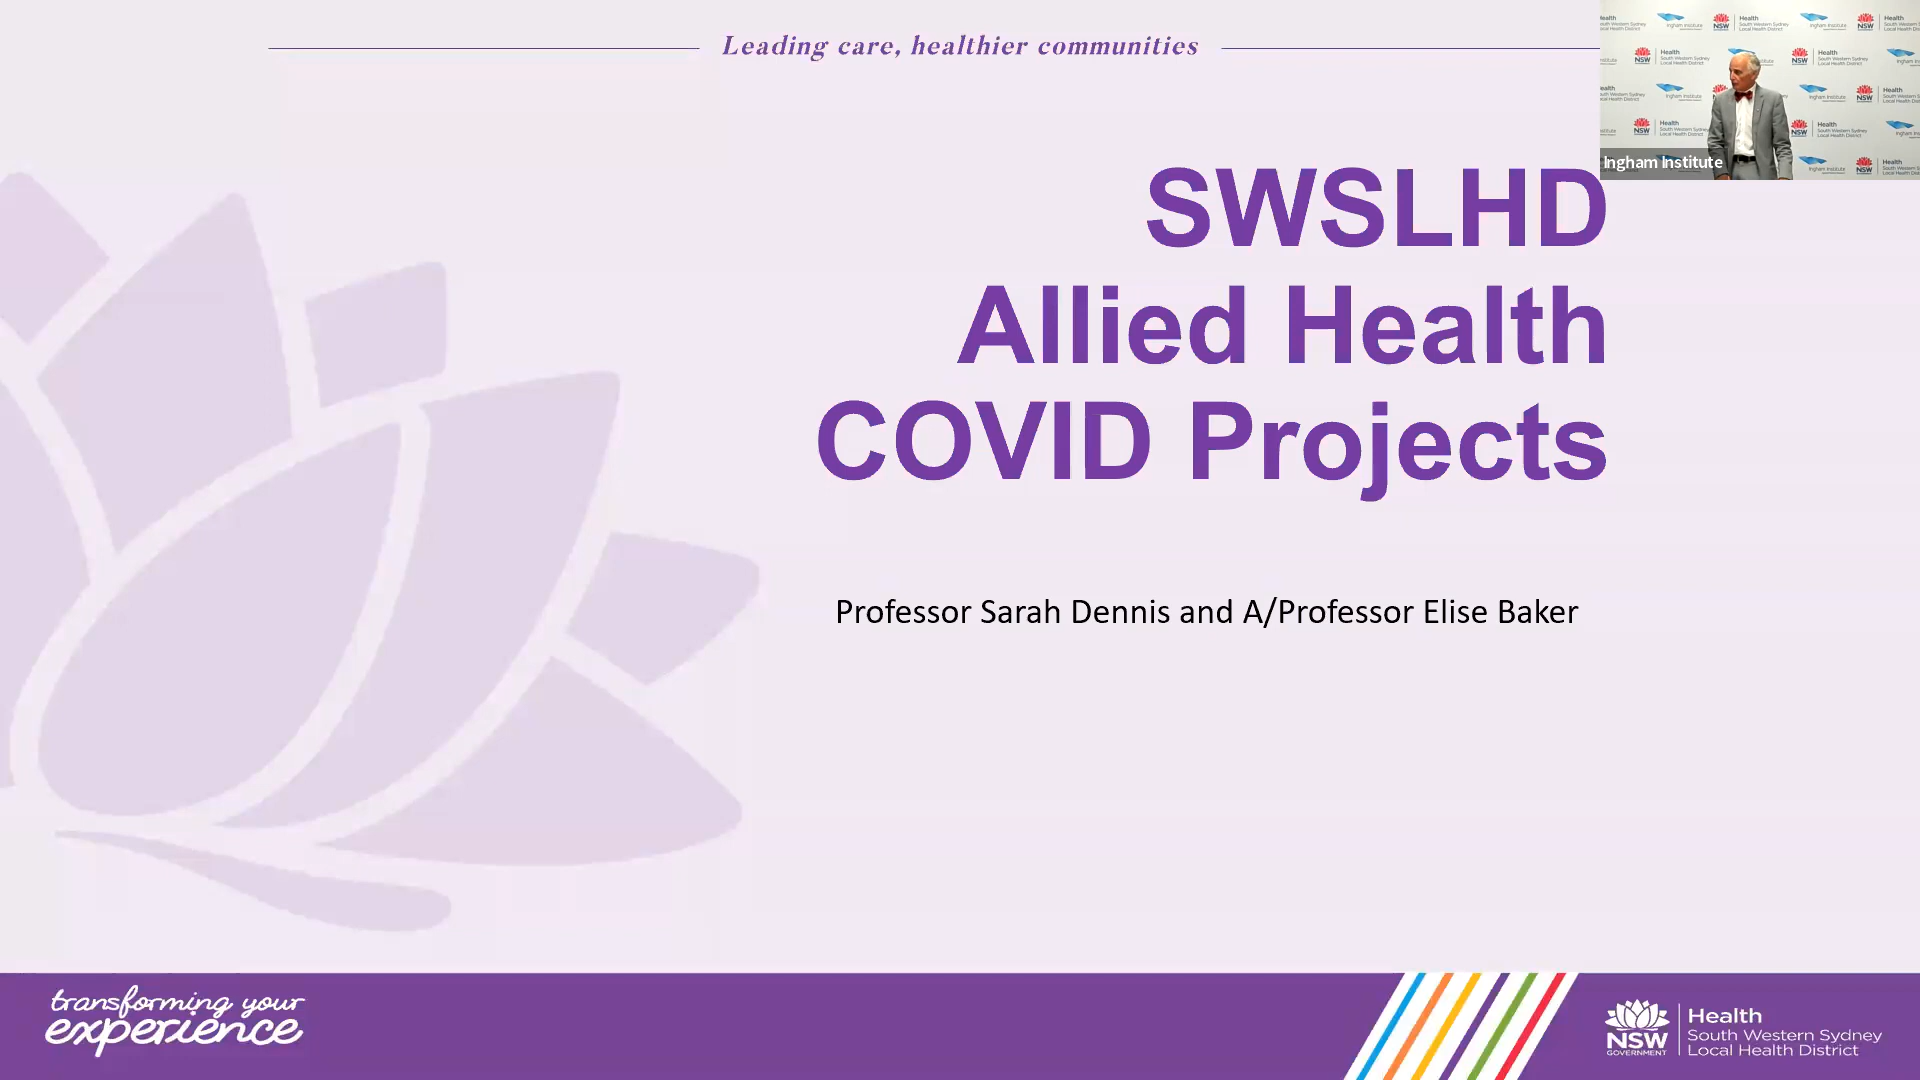 Leading care, healthier communities
Ingham Institute
SWSLHD
Allied Health
COVID Projects
Professor Sarah Dennis and A/Professor Elise Baker
transforming your
experience
NSW
GOVERNMENT
Health
South Western Sydney
Local Health District